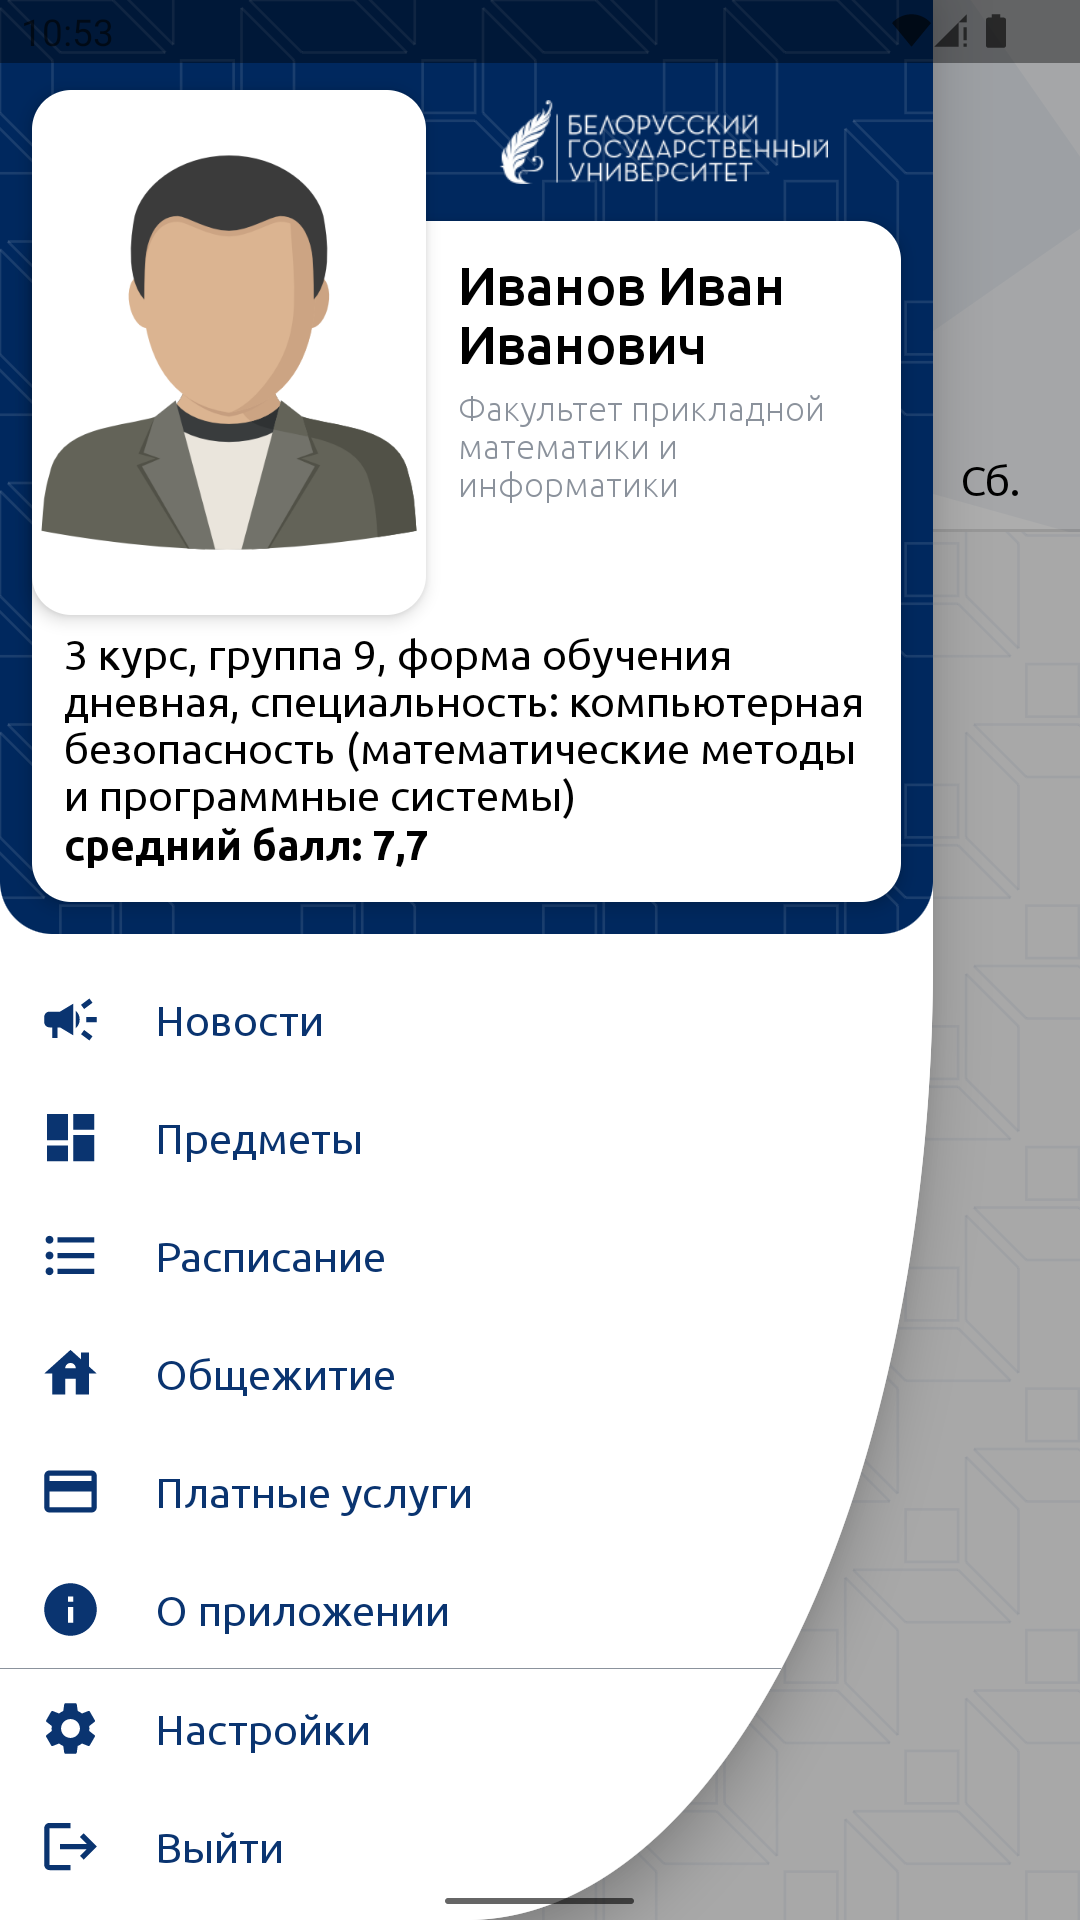 10:53
БЕЛОРУССКИЙ
ГОСУДАРСТВЕННЫЙ
УНИВЕРСИТЕТ
Иванов Иван
Иванович
Факультет прикладной
математики и
информатики
Сб.
3 курс, группа 9, форма обучения
дневная, специальность: компьютерная
безопасность (математические методы
и программные системы)
средний балл: 7,7
Новости
Предметы
Расписание
Общежитие
Платные услуги
О приложении
Настройки
Выйти